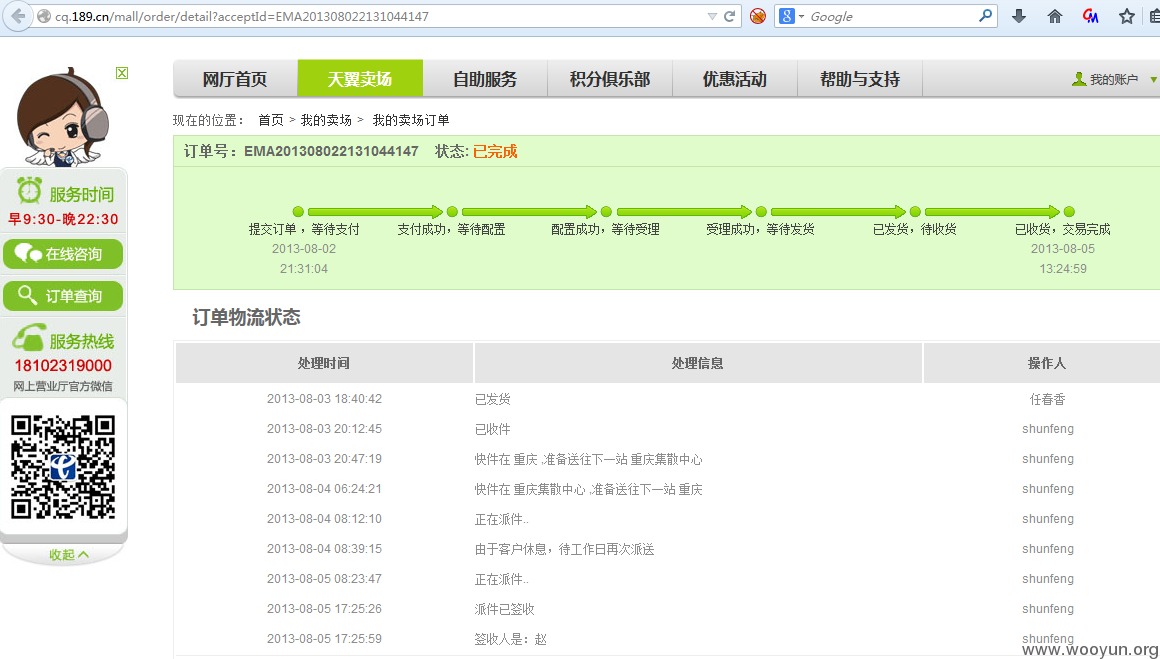 cq.189.cn/mall/order/detail?acceptId=EMA201308022131044147
Google
网厅首页 天翼卖场 自助服务 积分俱乐部 优惠活动 帮助与支持 我的账户
现在的位置： 首页 > 我的卖场 > 我的卖场订单
订单号：EMA201308022131044147 状态: 已完成
提交订单，等待支付 支付成功，等待配置 配置成功，等待受理 受理成功，等待发货 已发货，待收货 已收货，交易完成
2013-08-02 2013-08-05
21:31:04 13:24:59
服务时间
早9:30-晚22:30
在线咨询
订单查询
服务热线
18102319000
网上营业厅官方微信
收起
订单物流状态
处理时间 处理信息 操作人
2013-08-03 18:40:42 已发货 任春香
2013-08-03 20:12:45 已收件 shunfeng
2013-08-03 20:47:19 快件在 重庆 ,准备送往下一站 重庆集散中心 shunfeng
2013-08-04 06:24:21 快件在 重庆集散中心 ,准备送往下一站 重庆 shunfeng
2013-08-04 08:12:10 正在派件.. shunfeng
2013-08-04 08:39:15 由于客户休息，待工作日再次派送 shunfeng
2013-08-05 08:23:47 正在派件.. shunfeng
2013-08-05 17:25:26 派件已签收 shunfeng
2013-08-05 17:25:59 签收人是：赵 shunfeng
www.wooyun.org